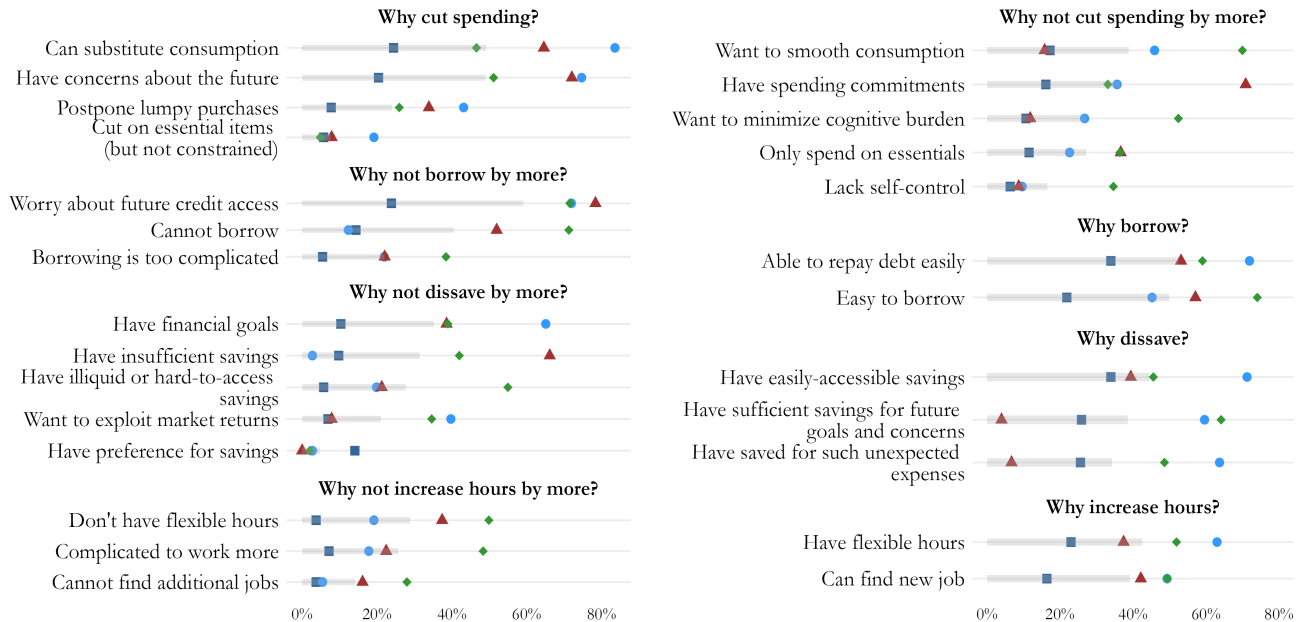 Why cut spending?
Can substitute consumption
Have concerns about the future
Postpone lumpy purchases
Cut on essential items
(but not constrained)
Why not borrow by more?
Worry about future credit access
Cannot borrow
Borrowing is too complicated
Why not dissave by more?
Have financial goals
Have insufficient savings
Have illiquid or hard-to-access
savings
Want to exploit market returns
Have preference for savings
Why not increase hours by more?
Don't have flexible hours
Complicated to work more
Cannot find additional jobs
0% 20% 40% 60% 80%
Why not cut spending by more?
Want to smooth consumption
Have spending commitments
Want to minimize cognitive burden
Only spend on essentials
Lack self-control
Why borrow?
Able to repay debt easily
Easy to borrow
Why dissave?
Have easily-accessible savings
Have sufficient savings for future
goals and concerns
Have saved for such unexpected
expenses
Why increase hours?
Have flexible hours
Can find new job
0% 20% 40% 60% 80%